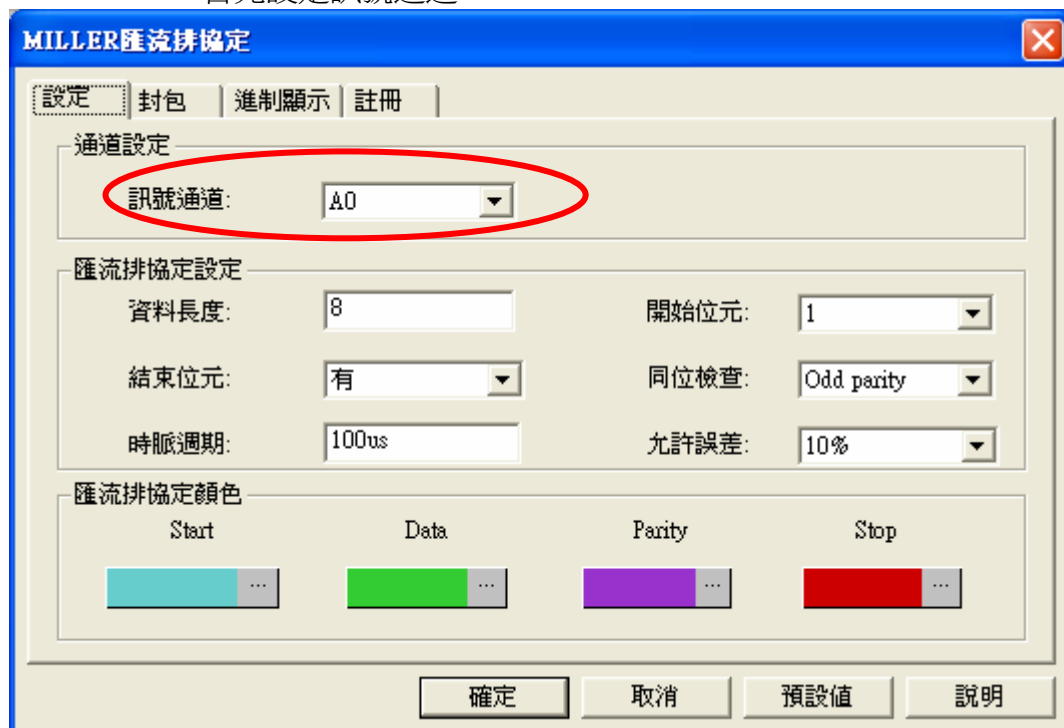 MILLER匯流排協定
設定 封包 進制顯示 註冊
通道設定
訊號通道: A0
匯流排協定設定
資料長度: 8 開始位元: 1
結束位元: 有 同位檢查: Odd parity
時脈週期: 100us 允許誤差: 10%
匯流排協定顏色
Start Data Parity Stop
... ... ... ...
確定 取消 預設值 說明